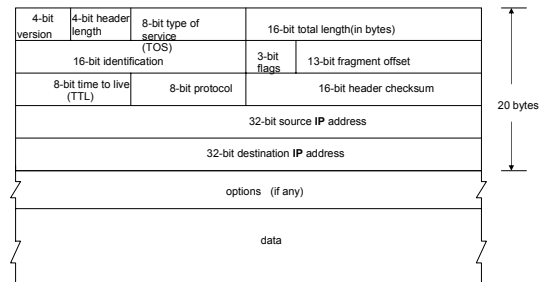 4-bit version
4-bit header length
8-bit type of service (TOS)
16-bit total length(in bytes)
16-bit identification
3-bit flags
13-bit fragment offset
8-bit time to live (TTL)
8-bit protocol
16-bit header checksum
20 bytes
32-bit source IP address
32-bit destination IP address
options (if any)
data